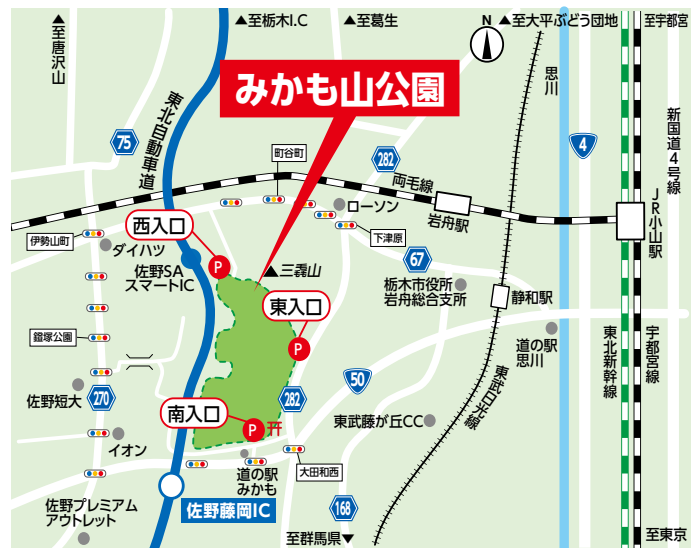 ▲至唐沢山
▲至栃木I.C
▲至葛生
N
▲至大平ぶどう団地
至宇都宮
みかも山公園
東北自動車道
思川
新国道4号線
75
4
町谷町
282
両毛線
ローソン
岩舟駅
JR小山駅
西入口
伊勢山町
ダイハツ
下津原
佐野SA
スマートIC
P
▲三毳山
67
東入口
栃木市役所
岩舟総合支所
静和駅
鐙塚公園
P
道の駅
思川
東北新幹線
宇都宮線
50
東武日光線
佐野短大
270
282
南入口
東武藤が丘CC
P
イオン
道の駅
みかも
大田和西
佐野プレミアム
アウトレット
佐野藤岡IC
168
至群馬県▼
至東京